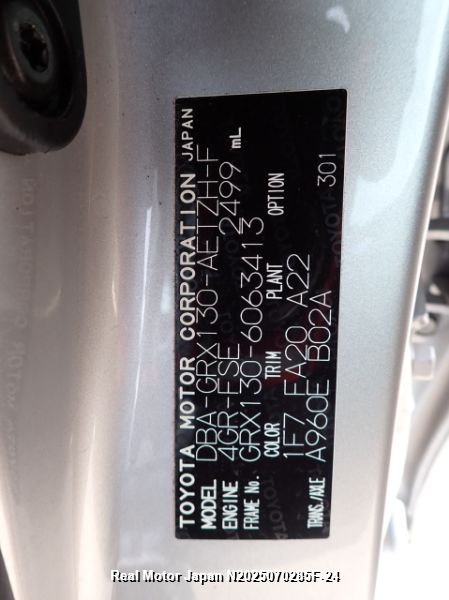 TOYOTA MOTOR CORPORATION JAPAN
MODEL DBA-GRX130-AETZH-F
ENGINE 4GR-FSE 2499 mL
FRAME No. GRX130-6063413
COLOR TRIM PLANT OPTION
1F7 FA20 A22 301
TRANS./AXLE A960E B02A
Real Motor Japan N2025070285F-24